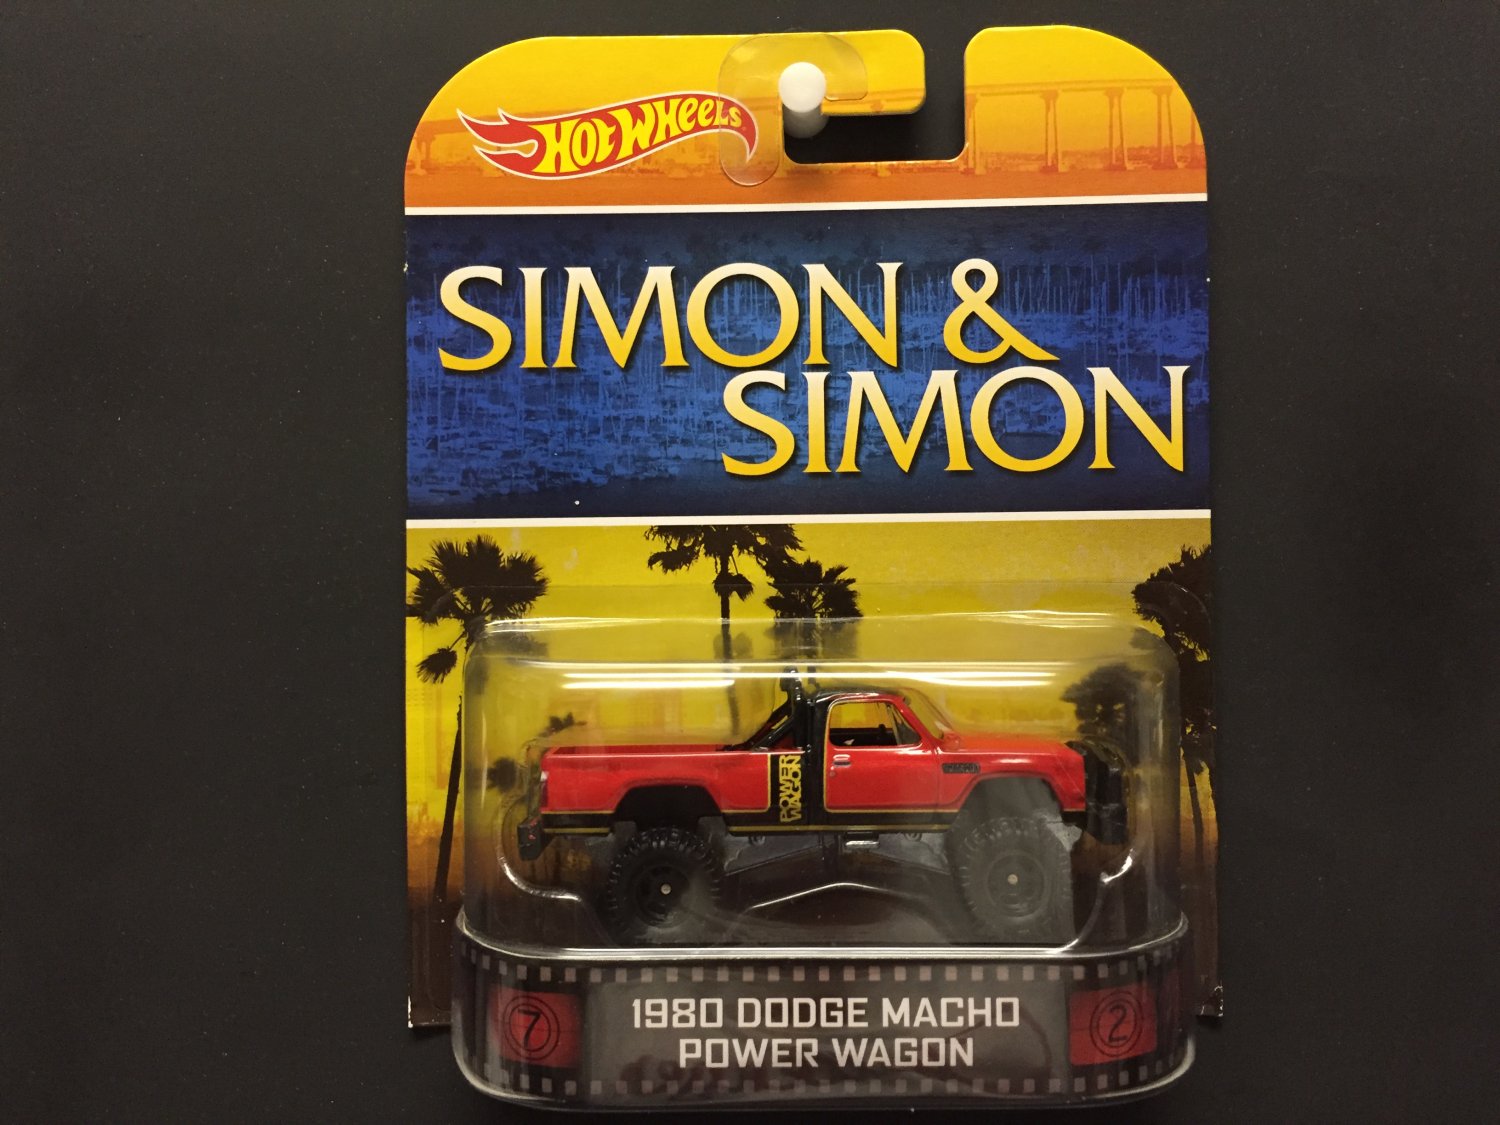 HOT WHEELS
SIMON &
SIMON
POWER
WAGON
7
1980 DODGE MACHO
POWER WAGON
2